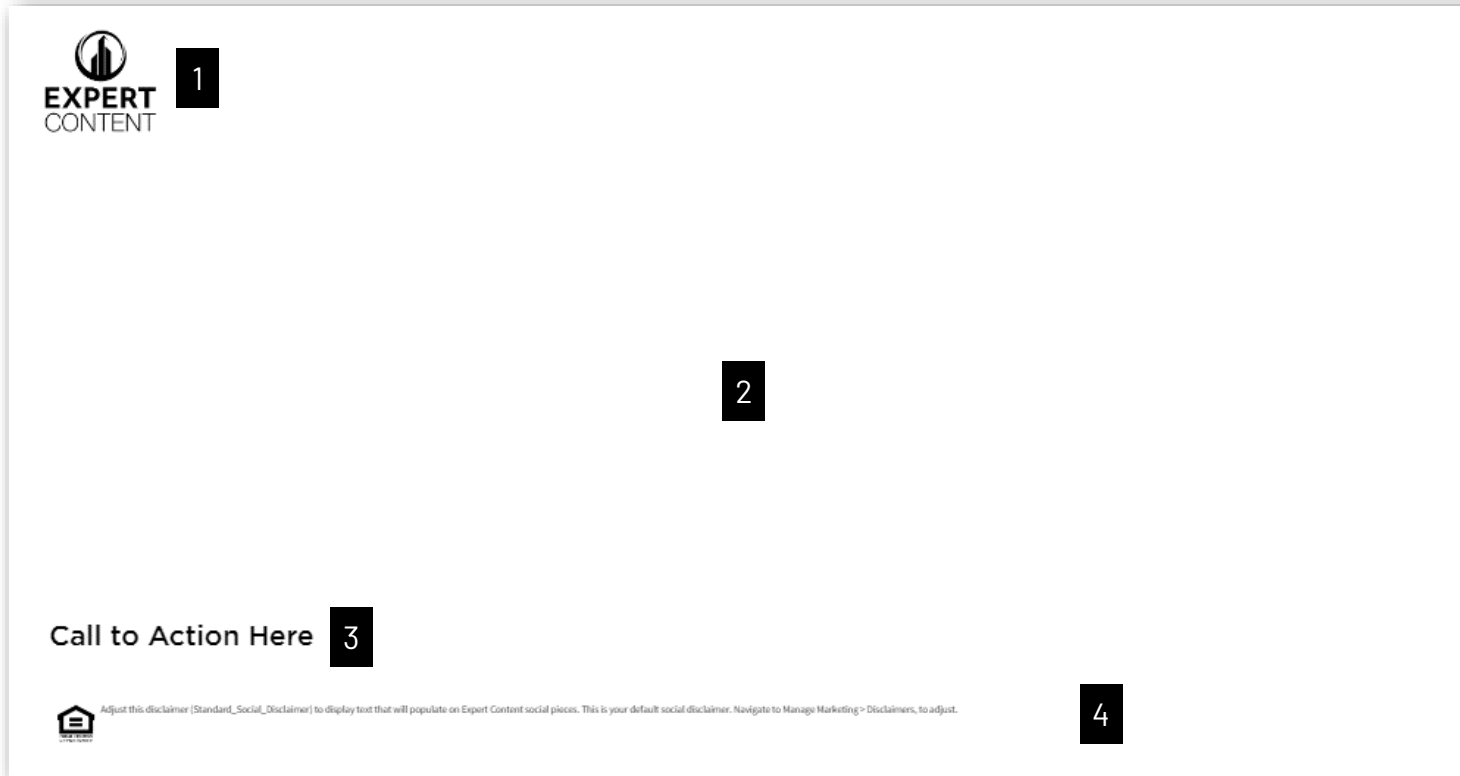 EXPERT
CONTENT
1
2
Call to Action Here
3
Adjust this disclaimer (Standard_Social_Disclaimer) to display text that will populate on Expert Content social pieces. This is your default social disclaimer. Navigate to Manage Marketing > Disclaimers, to adjust.
4